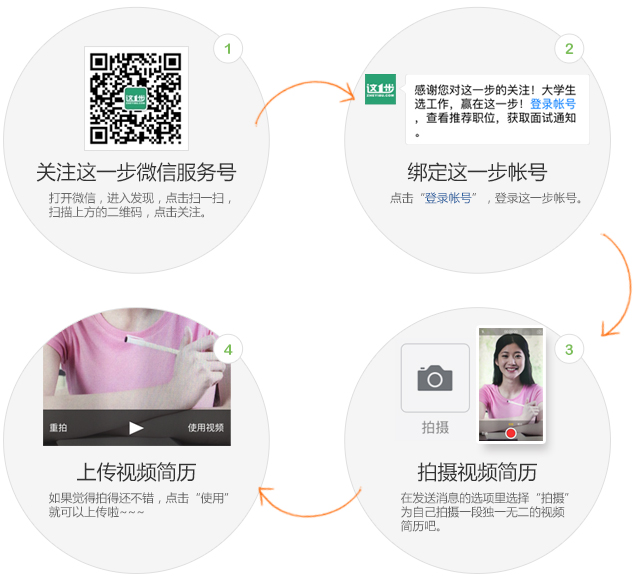 1
这1步
关注这一步微信服务号
打开微信，进入发现，点击扫一扫，
扫描上方的二维码，点击关注。
2
这1步
感谢您对这一步的关注！大学生
选工作，赢在这一步！登录帐号
，查看推荐职位，获取面试通知
。
绑定这一步帐号
点击“登录帐号”，登录这一步帐号。
3
拍摄
拍摄视频简历
在发送消息的选项里选择“拍摄”
为自己拍摄一段独一无二的视频
简历吧。
4
重拍
使用视频
上传视频简历
如果觉得拍得还不错，点击“使用”
就可以上传啦~~~